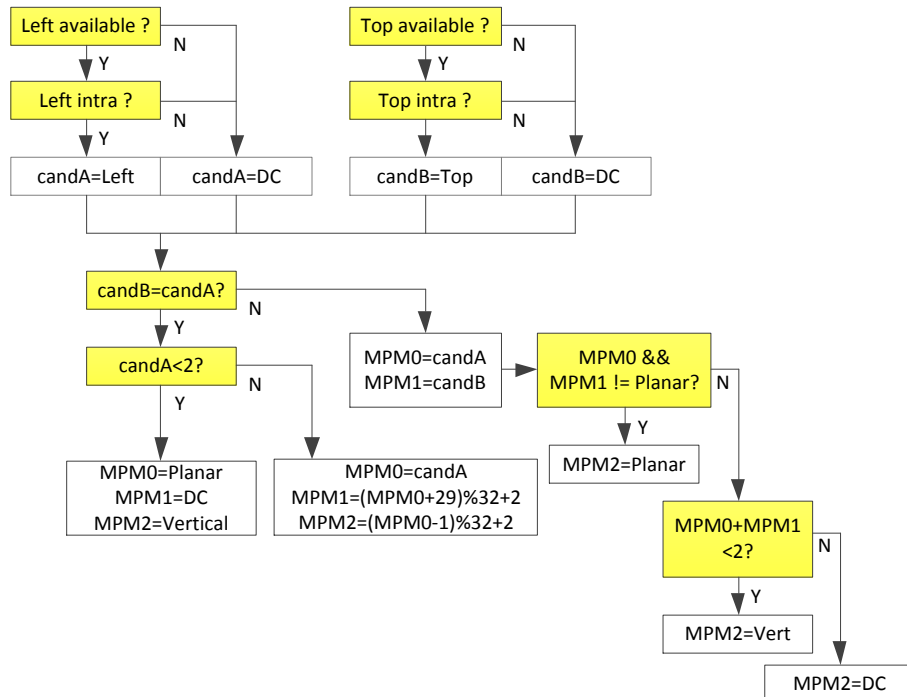 Left available ?
N
Y
Left intra ?
N
Y
candA=Left
candA=DC
Top available ?
N
Y
Top intra ?
N
Y
candB=Top
candB=DC
candB=candA?
N
Y
candA<2?
N
Y
MPM0=Planar
MPM1=DC
MPM2=Vertical
MPM0=candA
MPM1=(MPM0+29)%32+2
MPM2=(MPM0-1)%32+2
MPM0=candA
MPM1=candB
MPM0 &&
MPM1 != Planar?
N
Y
MPM2=Planar
MPM0+MPM1
<2?
N
Y
MPM2=Vert
MPM2=DC